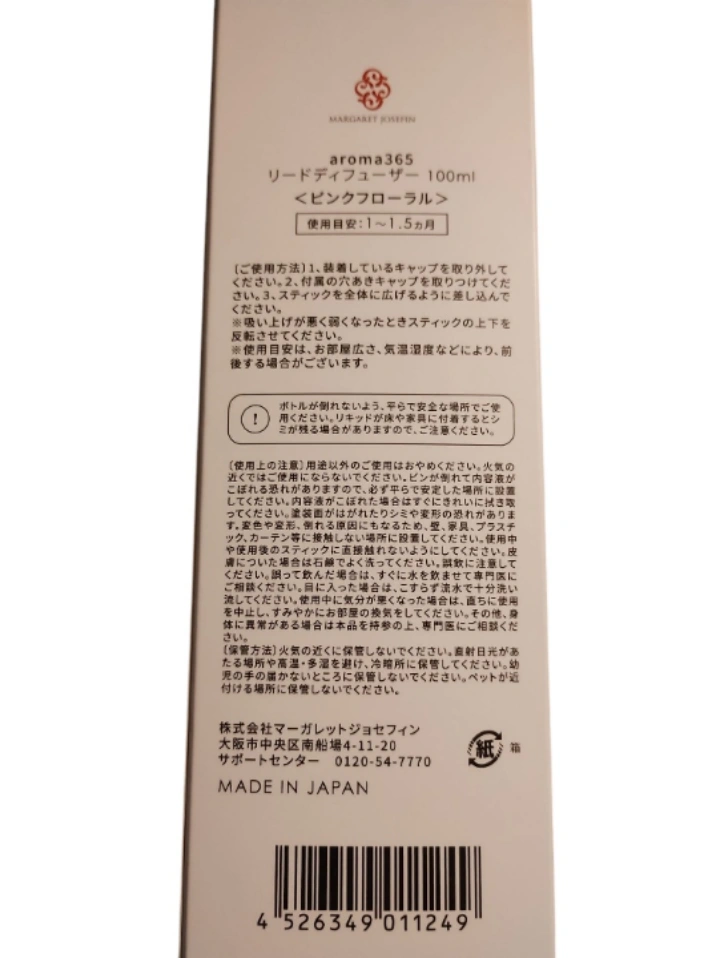 MARGARET JOSEFIN
aroma365
リードディフューザー 100ml
＜ピンクフローラル＞
使用目安：1～1.5ヵ月
〔ご使用方法〕1、装着しているキャップを取り外して
ください。2、付属の穴あきキャップを取りつけてくだ
さい。3、スティックを全体に広げるように差し込んで
ください。
※吸い上げが悪く弱くなったときスティックの上下を
反転させてください。
※使用目安は、お部屋広さ、気温湿度などにより、前
後する場合がございます。
ボトルが倒れないよう、平らで安全な場所でご使
用ください。リキッドが床や家具に付着するとシ
ミが残る場合がありますので、ご注意ください。
〔使用上の注意〕用途以外のご使用はおやめください。火気の
近くではご使用にならないでください。ビンが倒れて内容液が
こぼれる恐れがありますので、必ず平らで安定した場所に設置
してください。内容液がこぼれた場合はすぐにきれいに拭き取
ってください。塗装面がはがれたりシミや変形の恐れがありま
す。変色や変形、倒れる原因にもなるため、壁、家具、プラスチ
ック、カーテン等に接触しない場所に設置してください。使用中
や使用後のスティックに直接触れないようにしてください。皮
膚についた場合は石鹸でよく洗ってください。誤飲に注意して
ください。誤って飲んだ場合は、すぐに水を飲ませて専門医に
ご相談ください。目に入った場合は、こすらず流水で十分洗い
流してください。使用中に気分が悪くなった場合は、直ちに使用
を中止し、すみやかにお部屋の換気をしてください。その他、身
体に異常がある場合は本品を持参の上、専門医にご相談くだ
さい。
〔保管方法〕火気の近くに保管しないでください。直射日光があ
たる場所や高温・多湿を避け、冷暗所に保管してください。幼
児の手の届かないところに保管しないでください。ペットが近
付ける場所に保管しないでください。
株式会社マーガレットジョセフィン
大阪市中央区南船場4-11-20
サポートセンター 0120-54-7770
紙 箱
MADE IN JAPAN
4 526349 011249